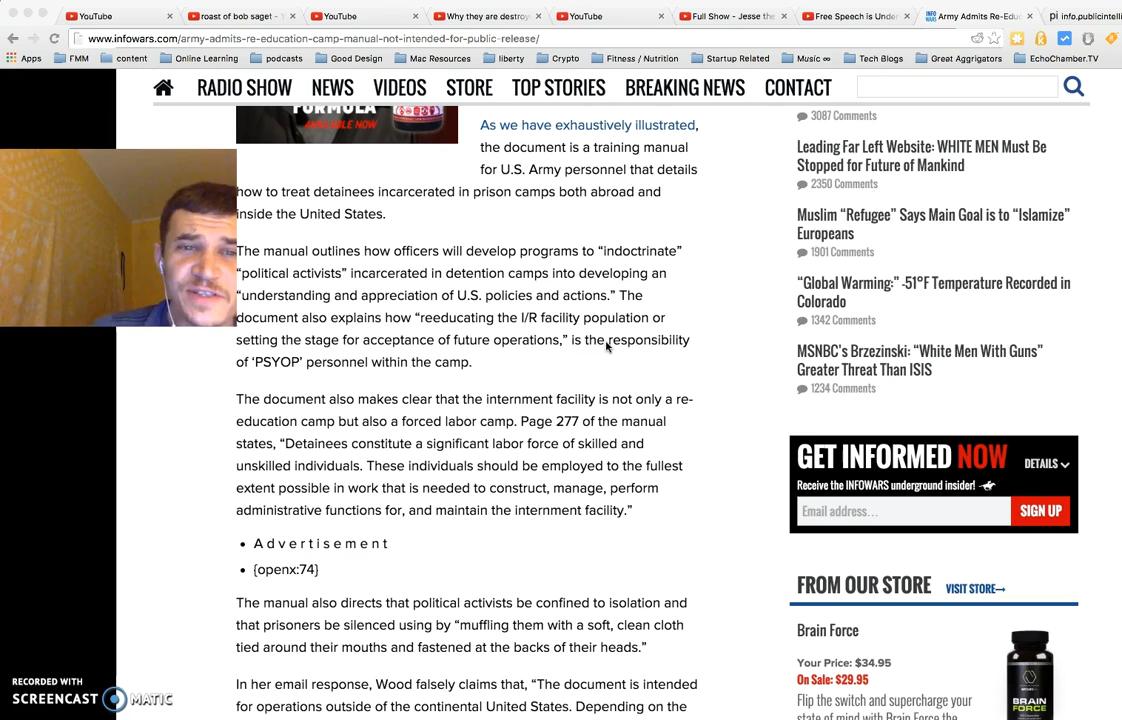 YouTube
roast of bob saget - Y
YouTube
Why they are destroy
YouTube
Full Show - Jesse the
Free Speech is Under
Army Admits Re-Educ
info.publicintelli
www.infowars.com/army-admits-re-education-camp-manual-not-intended-for-public-release/
Apps
FMM
content
Online Learning
podcasts
Good Design
Mac Resources
liberty
Crypto
Fitness / Nutrition
Startup Related
Music ∞
Tech Blogs
Great Aggrigators
EchoChamber.TV
RADIO SHOW
NEWS
VIDEOS
STORE
TOP STORIES
BREAKING NEWS
CONTACT
FORMULA
AVAILABLE NOW
As we have exhaustively illustrated,
the document is a training manual
for U.S. Army personnel that details
how to treat detainees incarcerated in prison camps both abroad and
inside the United States.
The manual outlines how officers will develop programs to “indoctrinate”
“political activists” incarcerated in detention camps into developing an
“understanding and appreciation of U.S. policies and actions.” The
document also explains how “reeducating the I/R facility population or
setting the stage for acceptance of future operations,” is the responsibility
of ‘PSYOP’ personnel within the camp.
The document also makes clear that the internment facility is not only a re-
education camp but also a forced labor camp. Page 277 of the manual
states, “Detainees constitute a significant labor force of skilled and
unskilled individuals. These individuals should be employed to the fullest
extent possible in work that is needed to construct, manage, perform
administrative functions for, and maintain the internment facility.”
• A d v e r t i s e m e n t
• {openx:74}
The manual also directs that political activists be confined to isolation and
that prisoners be silenced using by “muffling them with a soft, clean cloth
tied around their mouths and fastened at the backs of their heads.”
In her email response, Wood falsely claims that, “The document is intended
for operations outside of the continental United States. Depending on the
3087 Comments
Leading Far Left Website: WHITE MEN Must Be
Stopped for Future of Mankind
2350 Comments
Muslim “Refugee” Says Main Goal is to “Islamize”
Europeans
1901 Comments
“Global Warming:” -51°F Temperature Recorded in
Colorado
1342 Comments
MSNBC’s Brzezinski: “White Men With Guns”
Greater Threat Than ISIS
1234 Comments
GET INFORMED NOW
DETAILS
Receive the INFOWARS underground insider!
Email address...
SIGN UP
FROM OUR STORE
VISIT STORE→
Brain Force
Your Price: $34.95
On Sale: $29.95
Flip the switch and supercharge your
state of mind with Brain Force the
BRAIN
FORCE
RECORDED WITH
SCREENCAST MATIC